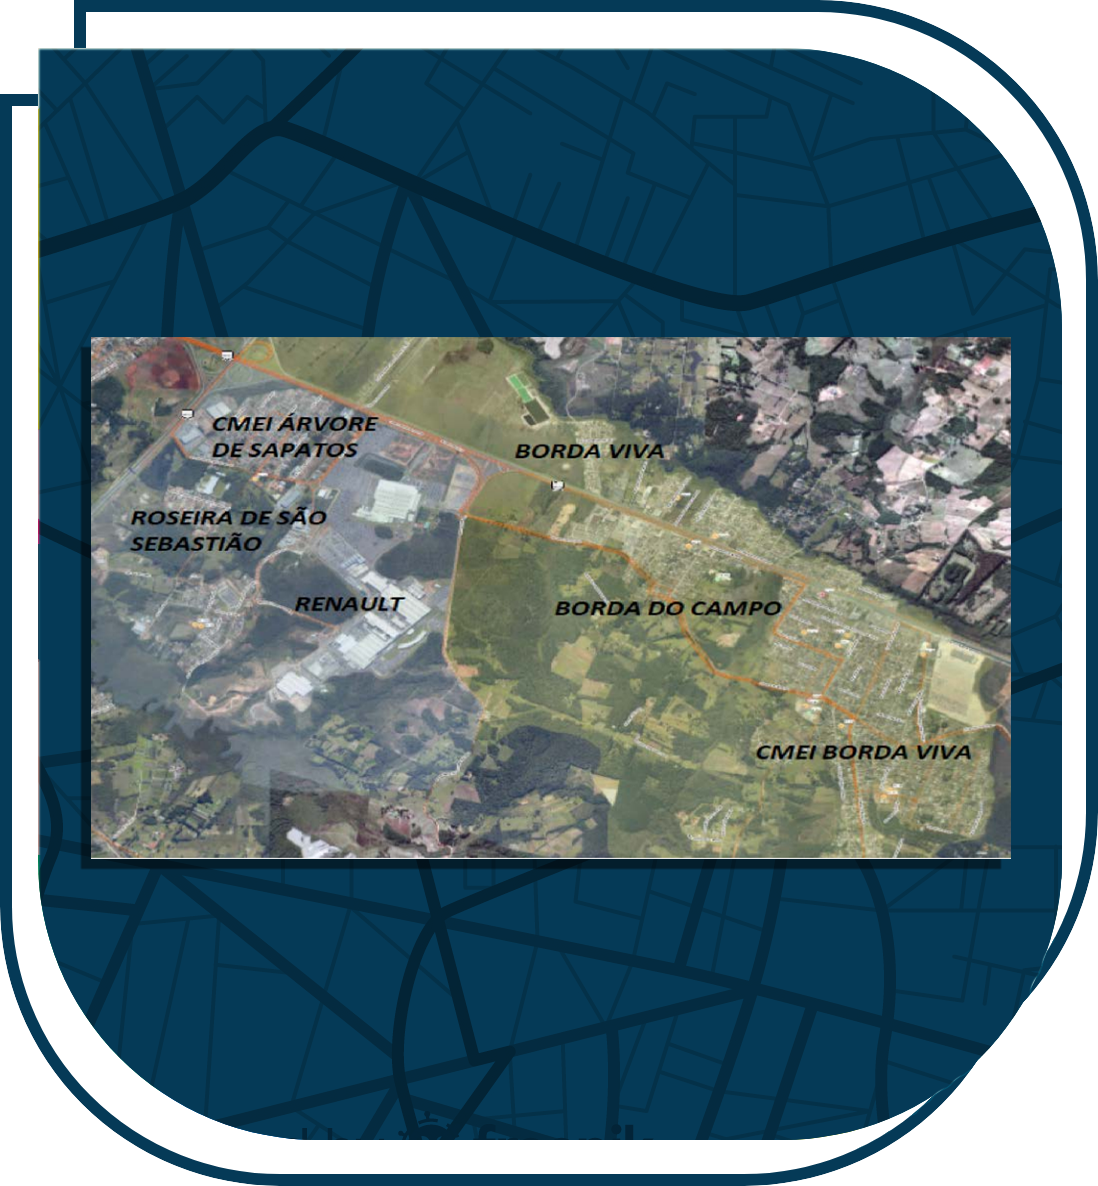 CMEI ÁRVORE
DE SAPATOS
BORDA VIVA
ROSEIRA DE SÃO
SEBASTIÃO
RENAULT
BORDA DO CAMPO
CMEI BORDA VIVA